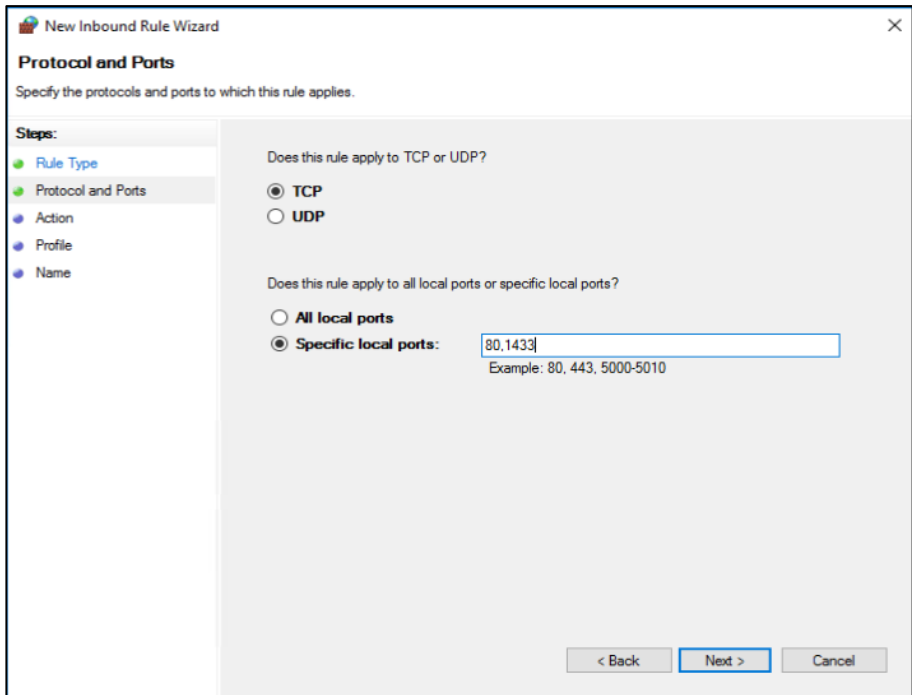 New Inbound Rule Wizard
Protocol and Ports
Specify the protocols and ports to which this rule applies.
Steps:
Rule Type
Protocol and Ports
Action
Profile
Name
Does this rule apply to TCP or UDP?
TCP
UDP
Does this rule apply to all local ports or specific local ports?
All local ports
Specific local ports: 80,1433
Example: 80, 443, 5000-5010
< Back Next > Cancel